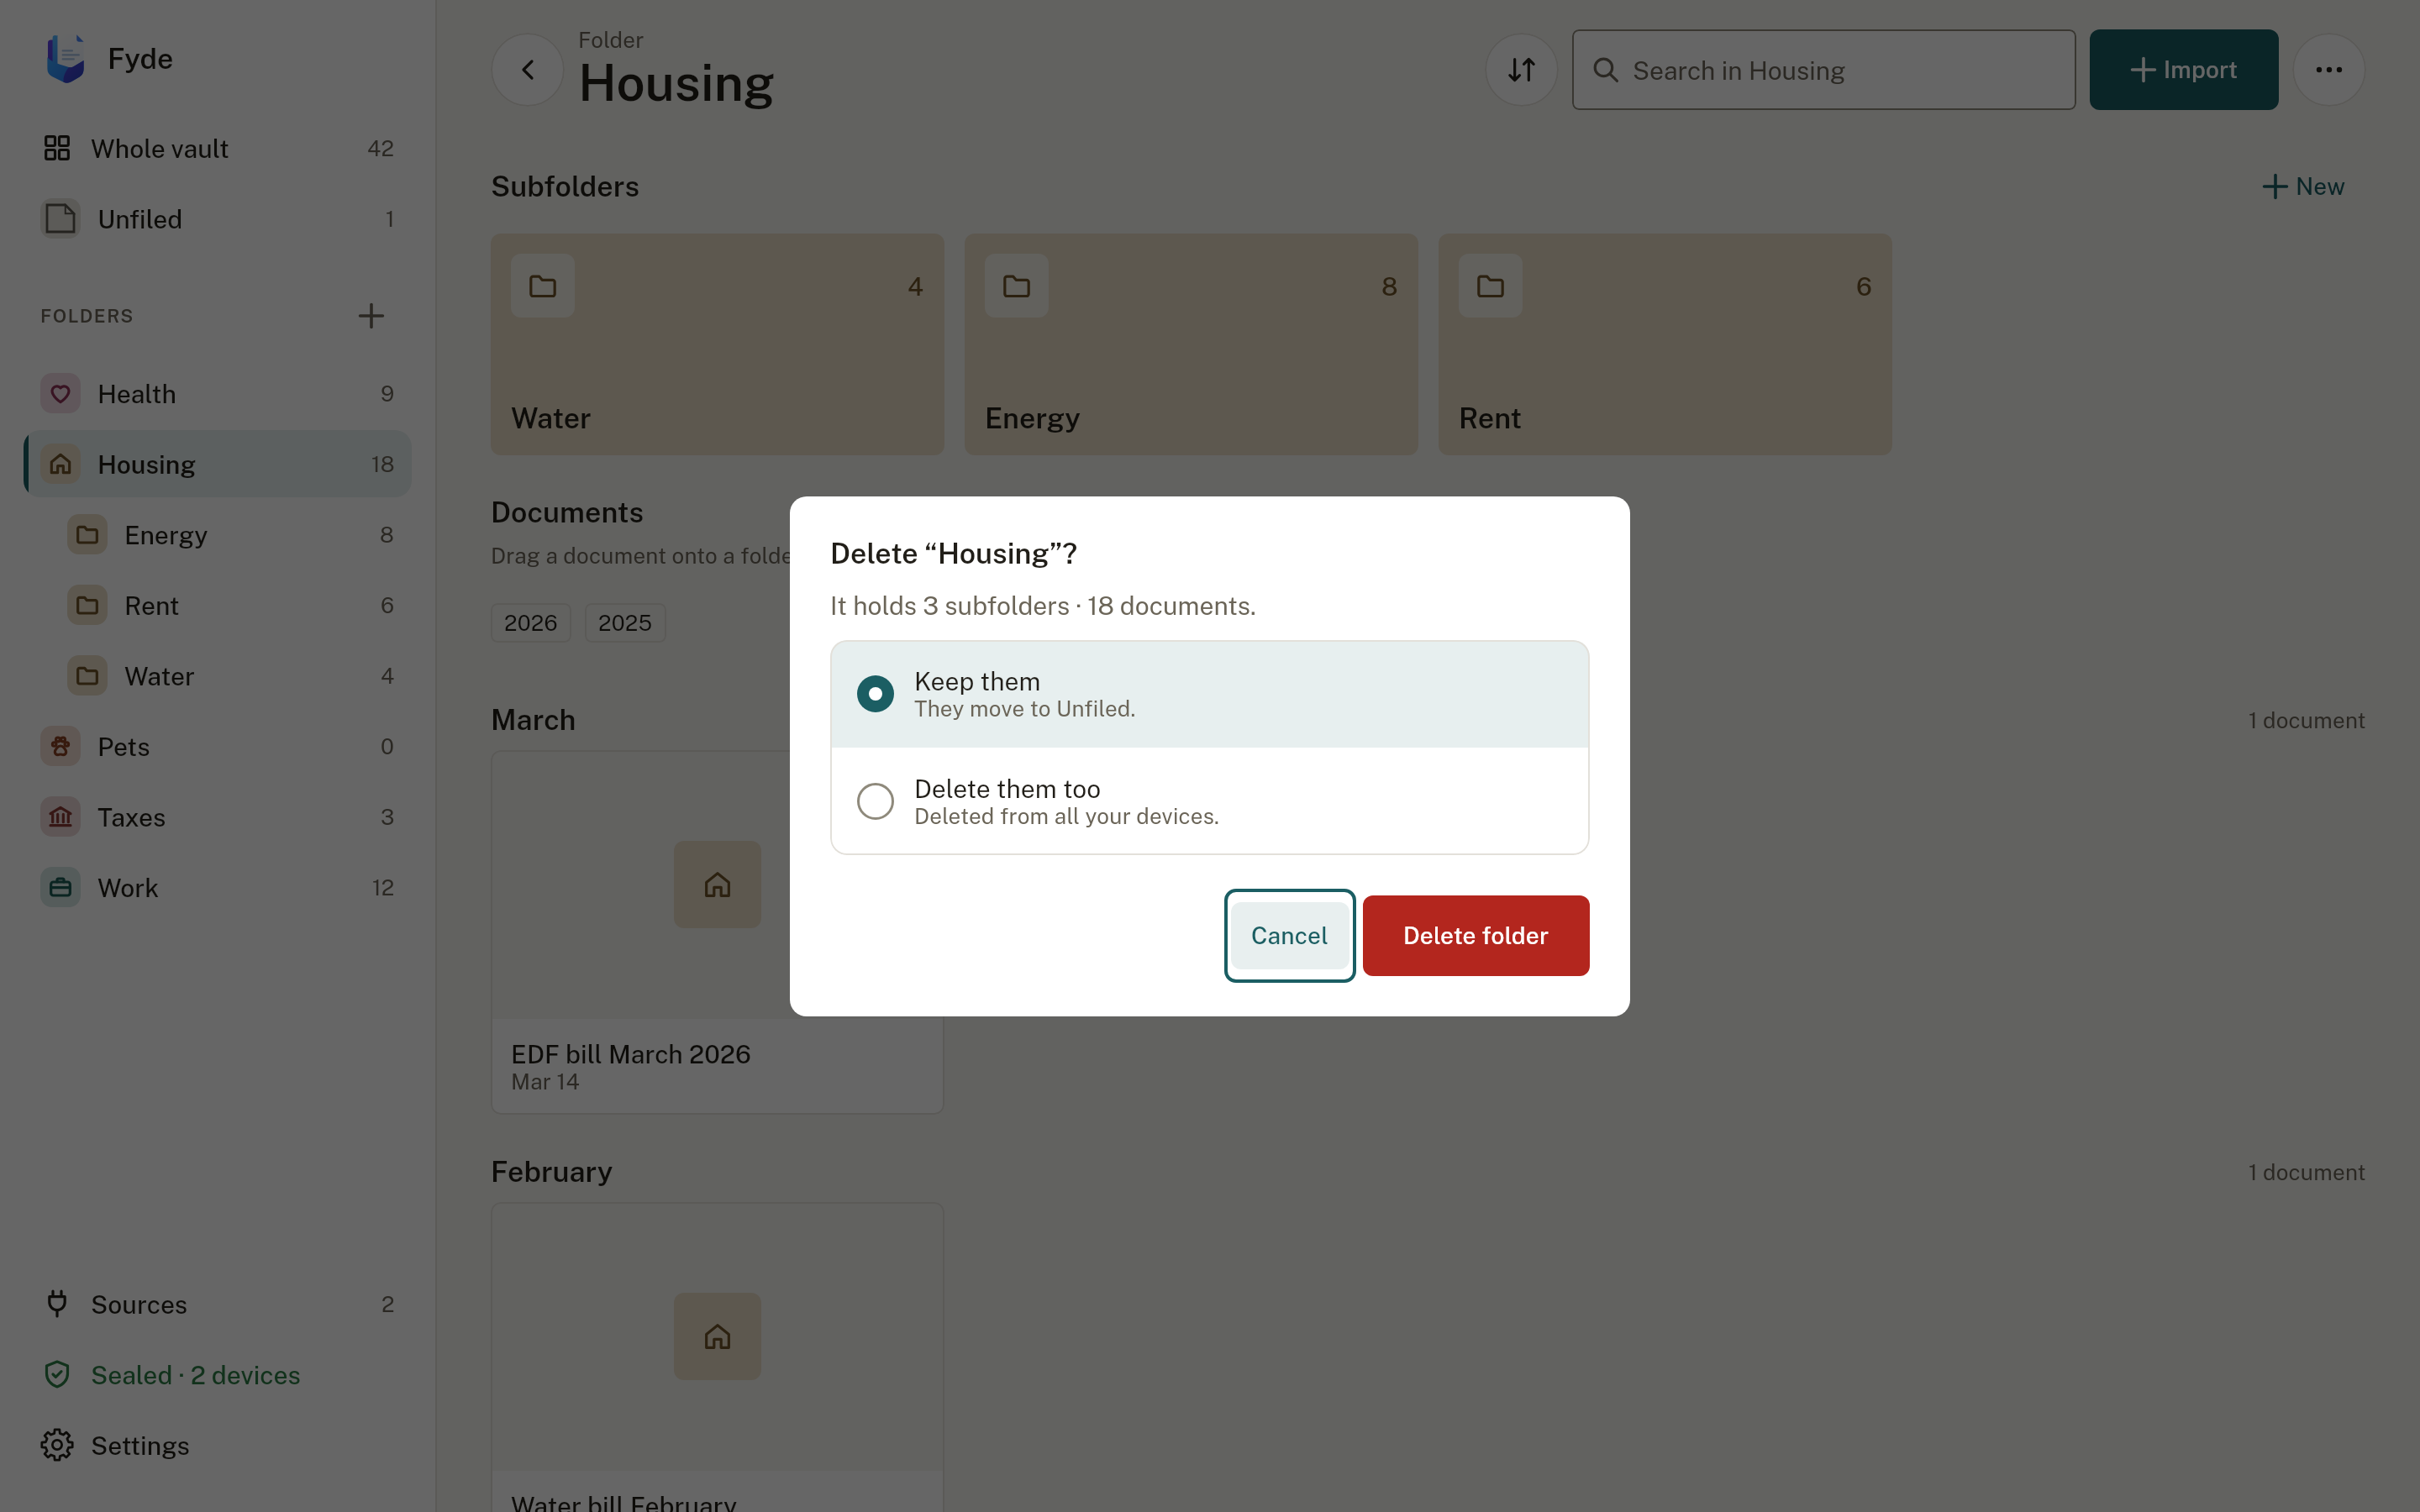 Fyde
Whole vault 42
Unfiled 1
FOLDERS
Health 9
Housing 18
Energy 8
Rent 6
Water 4
Pets 0
Taxes 3
Work 12
Sources 2
Sealed · 2 devices
Settings
Folder
Housing
Search in Housing
Import
Subfolders
New
4
Water
8
Energy
6
Rent
Documents
Drag a document onto a folde
2026 2025
March 1 document
EDF bill March 2026
Mar 14
February 1 document
Water bill February
Delete “Housing”?
It holds 3 subfolders · 18 documents.
Keep them
They move to Unfiled.
Delete them too
Deleted from all your devices.
Cancel
Delete folder